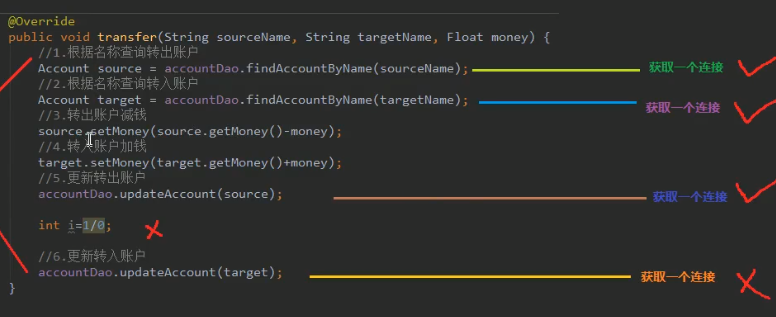 @Override
public void transfer(String sourceName, String targetName, Float money) {
//1.根据名称查询转出账户
Account source = accountDao.findAccountByName(sourceName); 获取一个连接
//2.根据名称查询转入账户
Account target = accountDao.findAccountByName(targetName); 获取一个连接
//3.转出账户减钱
source.setMoney(source.getMoney()-money);
//4.转入账户加钱
target.setMoney(target.getMoney()+money);
//5.更新转出账户
accountDao.updateAccount(source); 获取一个连接
int i=1/0;
//6.更新转入账户
accountDao.updateAccount(target); 获取一个连接
}